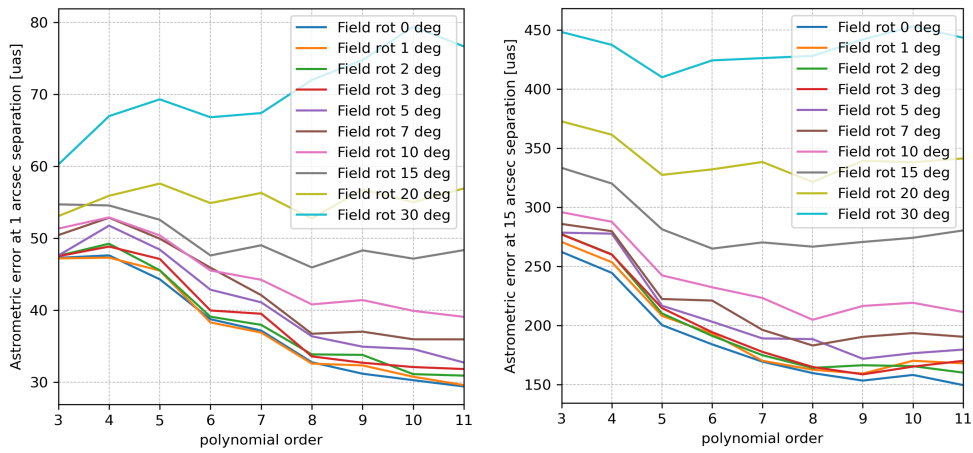 80
70
60
50
40
30
Astrometric error at 1 arcsec separation [uas]
Field rot 0 deg
Field rot 1 deg
Field rot 2 deg
Field rot 3 deg
Field rot 5 deg
Field rot 7 deg
Field rot 10 deg
Field rot 15 deg
Field rot 20 deg
Field rot 30 deg
3 4 5 6 7 8 9 10 11
polynomial order
450
400
350
300
250
200
150
Astrometric error at 15 arcsec separation [uas]
Field rot 0 deg
Field rot 1 deg
Field rot 2 deg
Field rot 3 deg
Field rot 5 deg
Field rot 7 deg
Field rot 10 deg
Field rot 15 deg
Field rot 20 deg
Field rot 30 deg
3 4 5 6 7 8 9 10 11
polynomial order